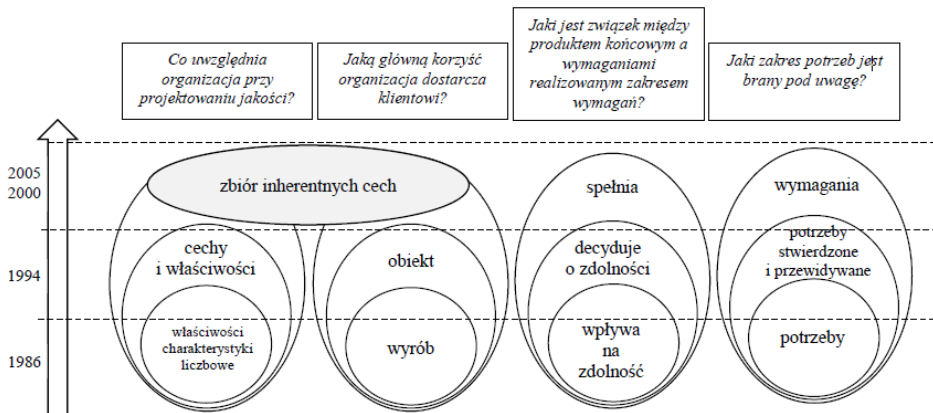 Co uwzględnia
organizacja przy
projektowaniu jakości?
Jaką główną korzyść
organizacja dostarcza
klientowi?
Jaki jest związek między
produktem końcowym a
wymaganiami
realizowanym zakresem
wymagań?
Jaki zakres potrzeb jest
brany pod uwagę?
2005
2000
zbiór inherentnych cech
spełnia
wymagania
1994
cechy
i właściwości
obiekt
decyduje
o zdolności
potrzeby
stwierdzone
i przewidywane
1986
właściwości
charakterystyki
liczbowe
wyrób
wpływa
na
zdolność
potrzeby